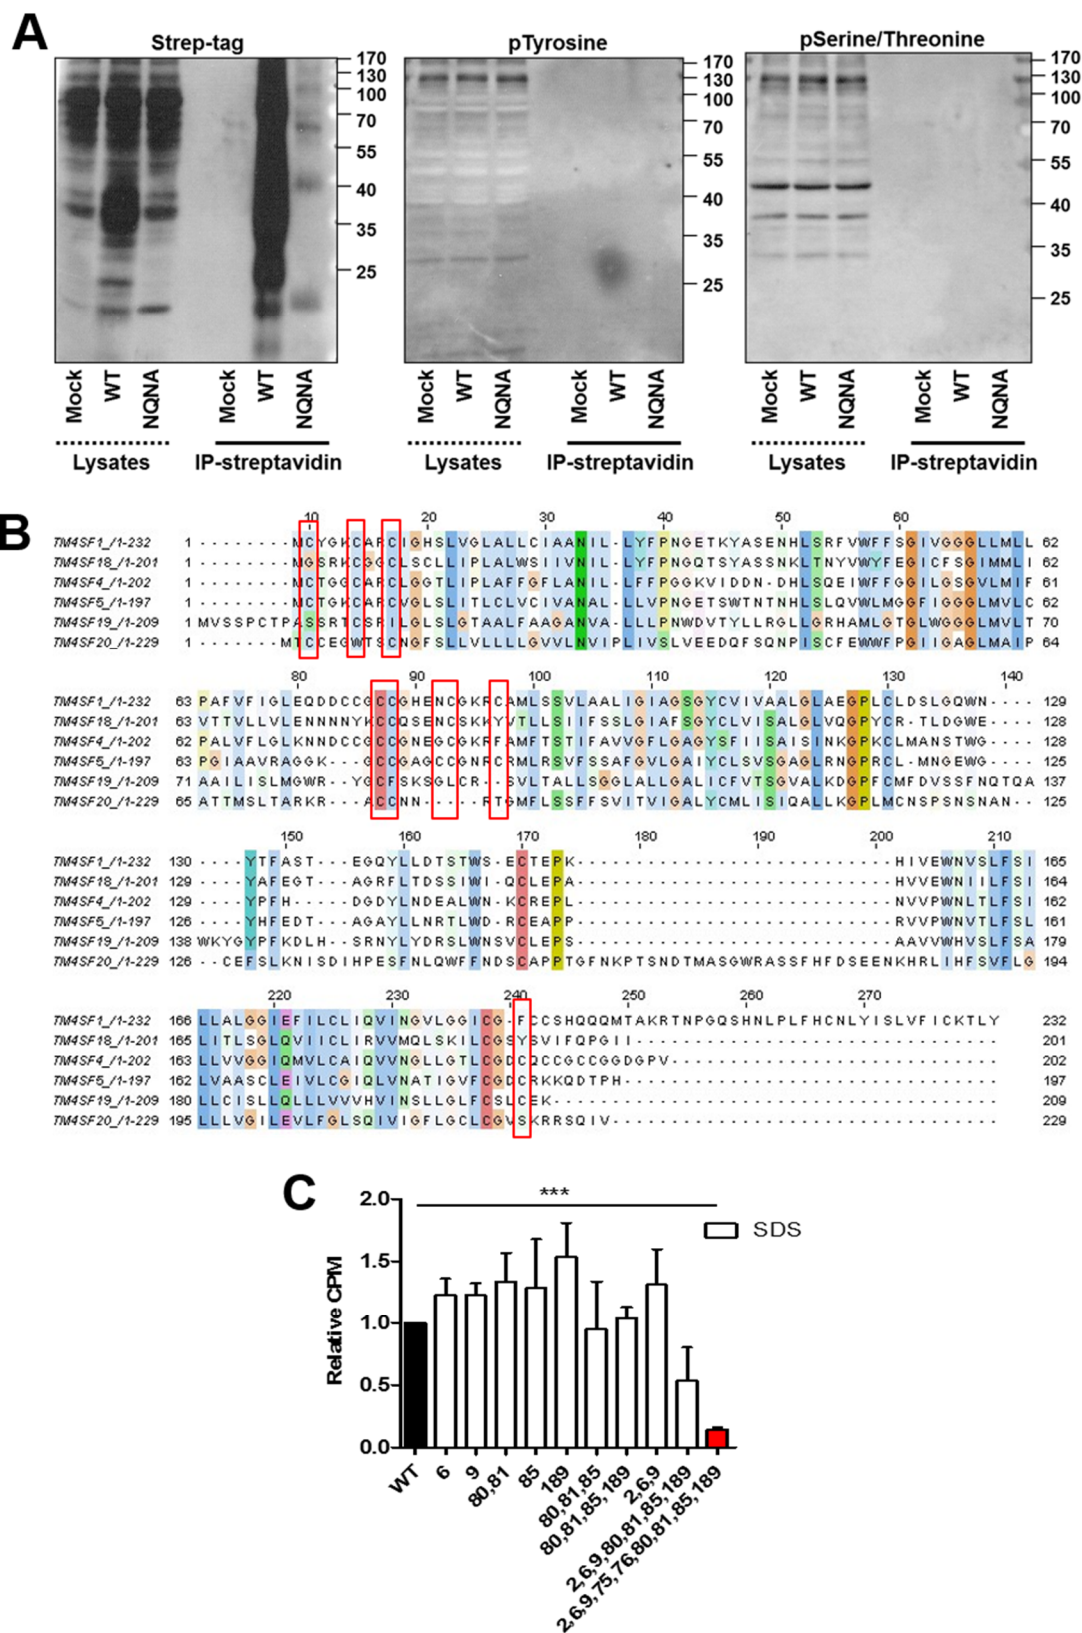 A
Strep-tag
pTyrosine
pSerine/Threonine
170
130
100
70
55
40
35
25
170
130
100
70
55
40
35
25
170
130
100
70
55
40
35
25
Mock WT NQNA Mock WT NQNA
Mock WT NQNA Mock WT NQNA
Mock WT NQNA Mock WT NQNA
Lysates IP-streptavidin
Lysates IP-streptavidin
Lysates IP-streptavidin
B
10 20 30 40 50 60
TM4SF1_/1-232 1 --------MCYGKCARCIGHSLVGLALLCIAANIL-LYFPNGETKYASENHLSRFVWFFSGIVGGGLLMLL 62
TM4SF18_/1-201 1 --------MGSRKCGGCLSCLLIPLALWSIIVNIL-LYFPNGQTSYASSNKLTNYVWYFEGICFSGIMMLI 62
TM4SF4_/1-202 1 --------MCTGGCARCLGGTLIPLAFFGFLANIL-LFFPGGKVIDDN-DHLSQEIWFFGGILGSGVLMIF 61
TM4SF5_/1-197 1 --------MCTGKCARCVGLSLITLCLVCIVANAL-LLVPNGETSWTNTNHLSLQVWLMGGFIGGGLMVLC 62
TM4SF19_/1-209 1 MVSSPCTPASSRTCSRILGLSLGTAALFAAGANVA-LLLPNWDVTYLLRGLLGRHAMLGTGLWGGGLMVLT 70
TM4SF20_/1-229 1 -------MTCCEGWTSCNGFSLLVLLLLGVVLNVIPLIVSLVEEDQFSQNPISCFEWWFPGIIGAGLMAIP 64
80 90 100 110 120 130 140
TM4SF1_/1-232 63 PAFVFIGLEQDDCCGCCGHENCGKRCAMLSSVLAALIGIAGSGYCVIVAALGLAEGPLCLDSLGQWN---- 129
TM4SF18_/1-201 63 VTTVLLVLENNNNYKCCQSENCSKKYVTLLSIIFSSLGIAFSGYCLVISALGLVQGPYCR-TLDGWE---- 128
TM4SF4_/1-202 62 PALVFLGLKNNDCCGCCGNEGCGKRFAMFTSTIFAVVGFLGAGYSFIISAISINKGPKCLMANSTWG---- 128
TM4SF5_/1-197 63 PGIAAVRAGGK---GCCGAGCCGNRCRMLRSVFSSAFGVLGAIYCLSVSGAGLRNGPRCL-MNGEWG---- 128
TM4SF19_/1-209 71 AAILISLMGWR--YGCFSKSGLCR--SVLTALLSGGLALLGALICFVTSGVALKDGPFCMFDVSSFNQTQA 137
TM4SF20_/1-229 65 ATTMSLTARKR---ACCNN----RTGMFLSSFFSVITVIGALYCMLISIQALLKGPLMCNSPSNSNAN-- 125
150 160 170 180 190 200 210
TM4SF1_/1-232 130 ----YTFAST---EGQYLLDTSTWS-ECTEPK---------------------------HIVEWNVSLFSI 165
TM4SF18_/1-201 129 ----YAFEGT---AGRFLTDSSIWI-QCLEPA---------------------------HVVEWNIILFSI 164
TM4SF4_/1-202 129 ----YPFH-----DGDYLNDEALWN-KCREPL---------------------------NVVPWNLTLFSI 162
TM4SF5_/1-197 129 ----YHFEDT---AGAYLLNRTLWD-RCEAPP---------------------------RVVPWNVTLFSL 161
TM4SF19_/1-209 138 WKYGYPFKDLH--SRNYLYDRSLWNSVCLEPS---------------------------AAVVWHVSLFSA 179
TM4SF20_/1-229 126 --CEFSLKNISDIHPESFNLQWFFNDSCAPPTGFNKPTSNDTMASGWRASSFHFDSEENKHRLIHFSVFLG 194
220 230 240 250 260 270
TM4SF1_/1-232 166 LLALGGIEFILCLIQVINGVLGGICG-FCCSHQQQMTAKRTNPGQSHNLPLFHCNLYISLVFICKTLY 232
TM4SF18_/1-201 165 LITLSGLQVIICLIRVVMQLSKILCGSYSVIFQPGII------------------------------- 201
TM4SF4_/1-202 163 LLVVGGIQMVLCAIQVVNGLLGTLCGDCQCCGCCGGDGPV---------------------------- 202
TM4SF5_/1-197 162 LVAASCLEIVLCGIQLVNATIGVFCGDCRKKQDTPH-------------------------------- 197
TM4SF19_/1-209 180 LLCISLLQLLLVVVHVINSLLGLFCSLCEK-------------------------------------- 209
TM4SF20_/1-229 195 LLLVGILEVLFGLSQIVIGFLGCLCGVSKRRSQIV--------------------------------- 229
C
***
SDS
Relative CPM
2.0
1.5
1.0
0.5
0.0
WT
6
9
80,81
85
189
80,81,85
80,81,85,189
2,6,9
2,6,9,80,81,85,189
2,6,9,75,76,80,81,85,189